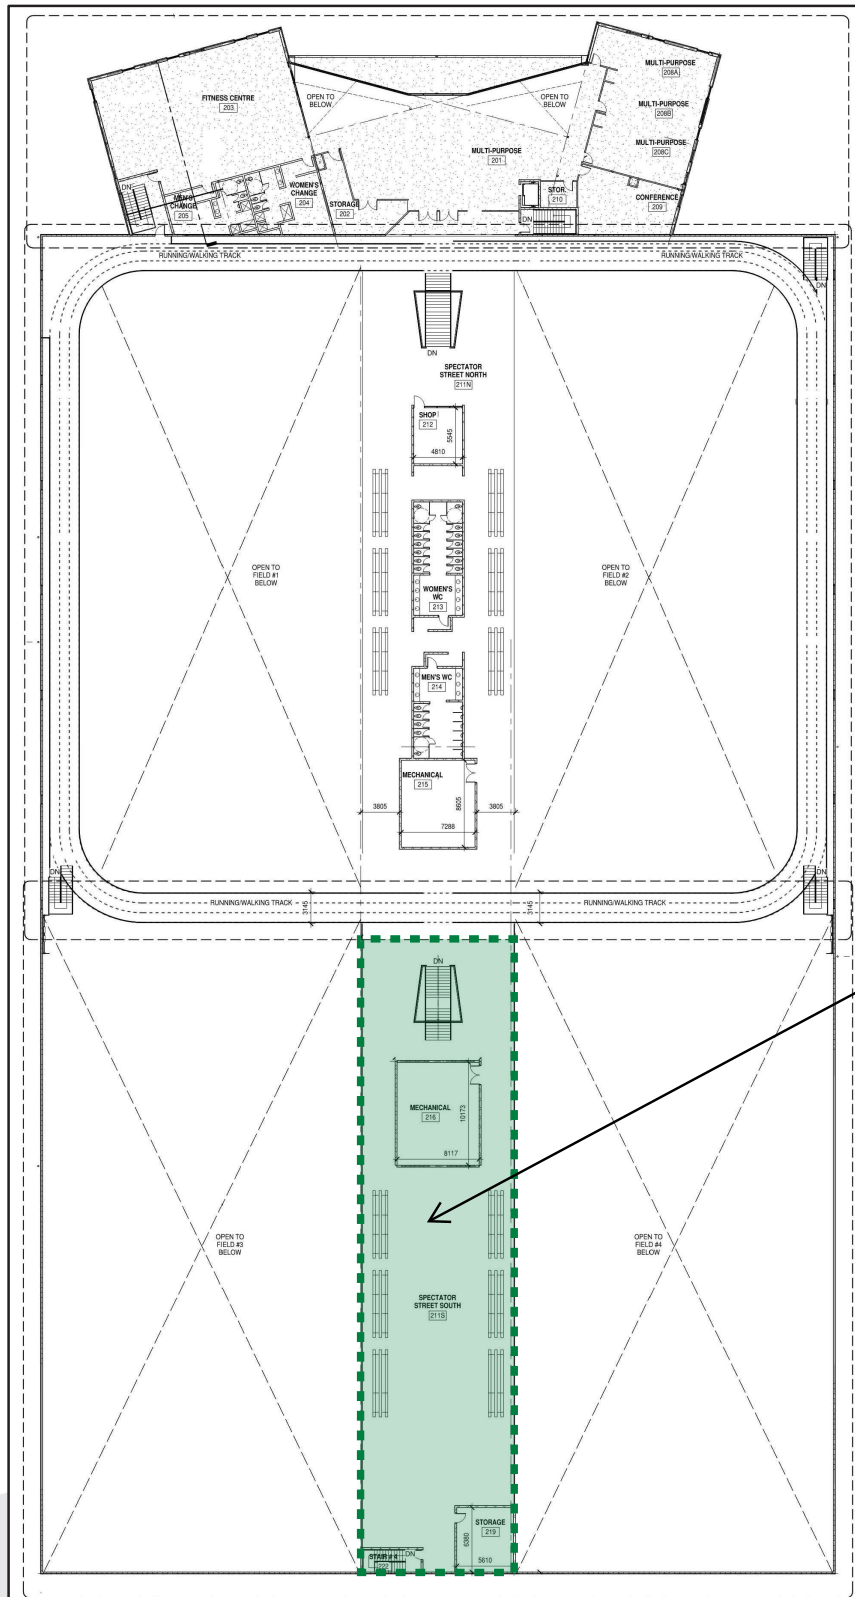 MULTI-PURPOSE
208A
FITNESS CENTRE
203
OPEN TO
BELOW
OPEN TO
BELOW
MULTI-PURPOSE
208B
MULTI-PURPOSE
208C
MULTI-PURPOSE
201
DN
MEN'S
CHANGE
205
WOMEN'S
CHANGE
204
STORAGE
202
STOR.
210
DN
CONFERENCE
209
RUNNING/WALKING TRACK
RUNNING/WALKING TRACK
DN
DN
SPECTATOR
STREET NORTH
211N
SHOP
212
5545
4810
OPEN TO
FIELD #1
BELOW
OPEN TO
FIELD #2
BELOW
WOMEN'S
WC
213
MEN'S WC
214
MECHANICAL
215
3805
8605
3805
7288
DN
DN
RUNNING/WALKING TRACK
3145
3145
RUNNING/WALKING TRACK
DN
MECHANICAL
216
10173
8117
OPEN TO
FIELD #3
BELOW
OPEN TO
FIELD #4
BELOW
SPECTATOR
STREET SOUTH
211S
STORAGE
219
6380
5610
DN
STAIR #4
222